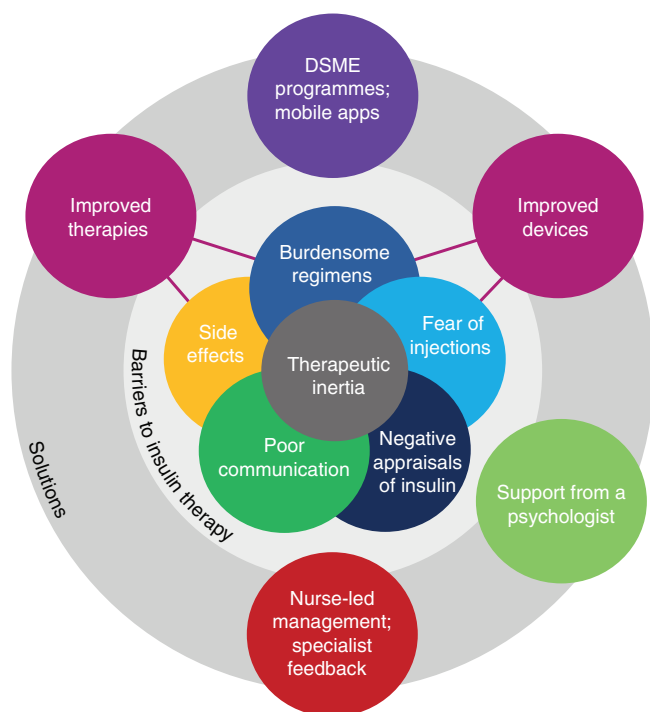 DSME
programmes;
mobile apps
Improved
therapies
Improved
devices
Burdensome
regimens
Side
effects
Fear of
injections
Therapeutic
inertia
Poor
communication
Negative
appraisals
of insulin
Barriers to insulin therapy
Solutions
Support from a
psychologist
Nurse-led
management;
specialist
feedback